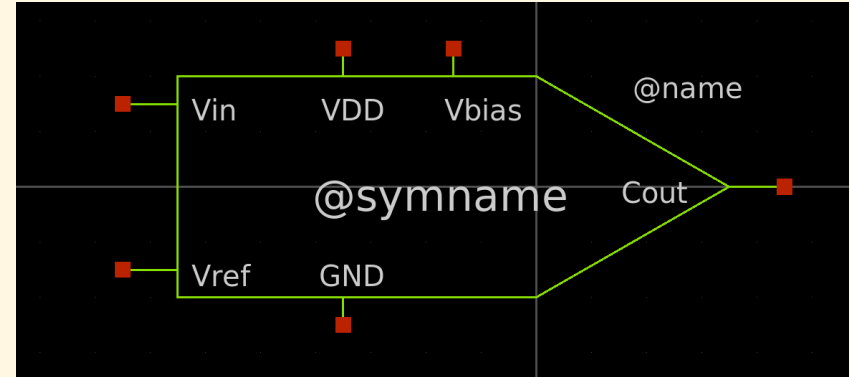 @name
Vin
VDD
Vbias
@symname
Cout
Vref
GND